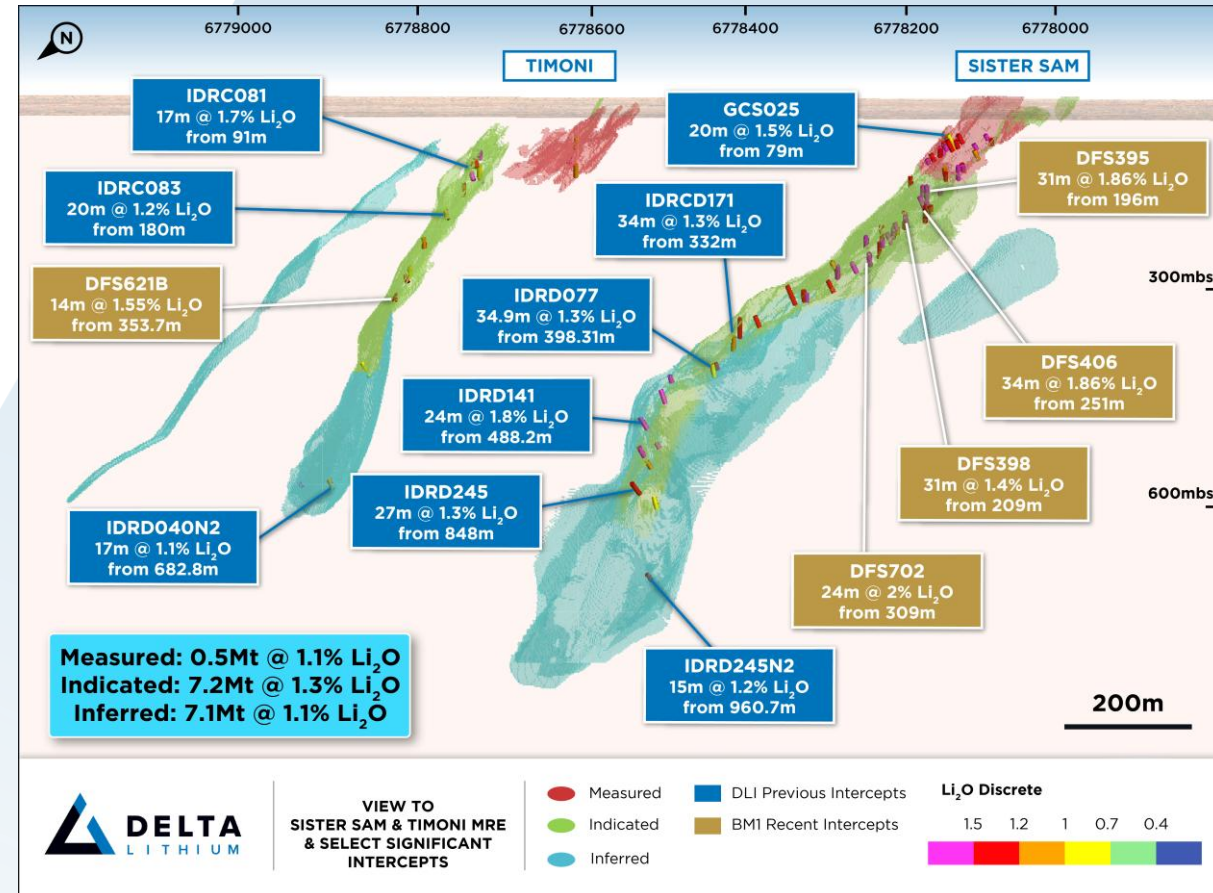 N
6779000 6778800 6778600 6778400 6778200 6778000
TIMONI
SISTER SAM
IDRC081
17m @ 1.7% Li₂O
from 91m
IDRC083
20m @ 1.2% Li₂O
from 180m
DFS621B
14m @ 1.55% Li₂O
from 353.7m
IDRD040N2
17m @ 1.1% Li₂O
from 682.8m
GCS025
20m @ 1.5% Li₂O
from 79m
IDRCD171
34m @ 1.3% Li₂O
from 332m
IDRD077
34.9m @ 1.3% Li₂O
from 398.31m
IDRD141
24m @ 1.8% Li₂O
from 488.2m
IDRD245
27m @ 1.3% Li₂O
from 848m
IDRD245N2
15m @ 1.2% Li₂O
from 960.7m
DFS395
31m @ 1.86% Li₂O
from 196m
300mbs
DFS406
34m @ 1.86% Li₂O
from 251m
DFS398
31m @ 1.4% Li₂O
from 209m
600mbs
DFS702
24m @ 2% Li₂O
from 309m
Measured: 0.5Mt @ 1.1% Li₂O
Indicated: 7.2Mt @ 1.3% Li₂O
Inferred: 7.1Mt @ 1.1% Li₂O
200m
DELTA
LITHIUM
VIEW TO
SISTER SAM & TIMONI MRE
& SELECT SIGNIFICANT
INTERCEPTS
Measured
Indicated
Inferred
DLI Previous Intercepts
BM1 Recent Intercepts
Li₂O Discrete
1.5 1.2 1 0.7 0.4